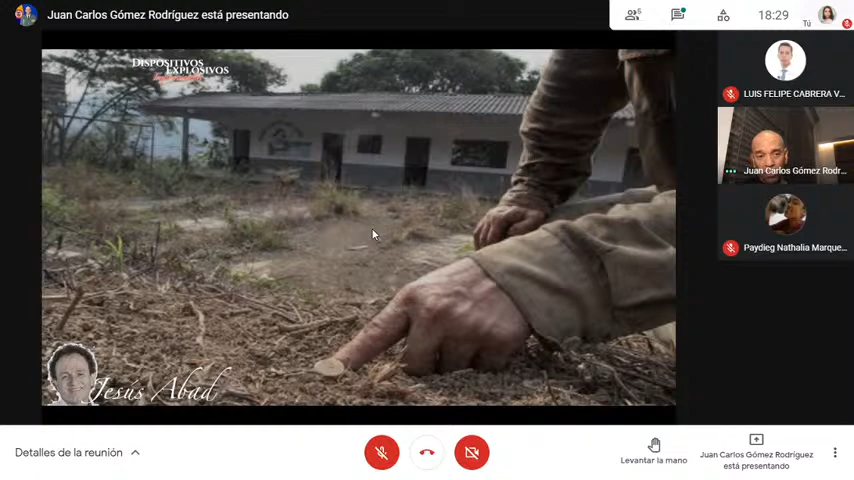 Juan Carlos Gómez Rodríguez está presentando
5
18:29
Tú
DISPOSITIVOS
EXPLOSIVOS
LUIS FELIPE CABRERA V...
Juan Carlos Gómez Rodr...
Paydieg Nathalia Marque...
Jesús Abad
Detalles de la reunión
Levantar la mano
Juan Carlos Gómez Rodríguez
está presentando